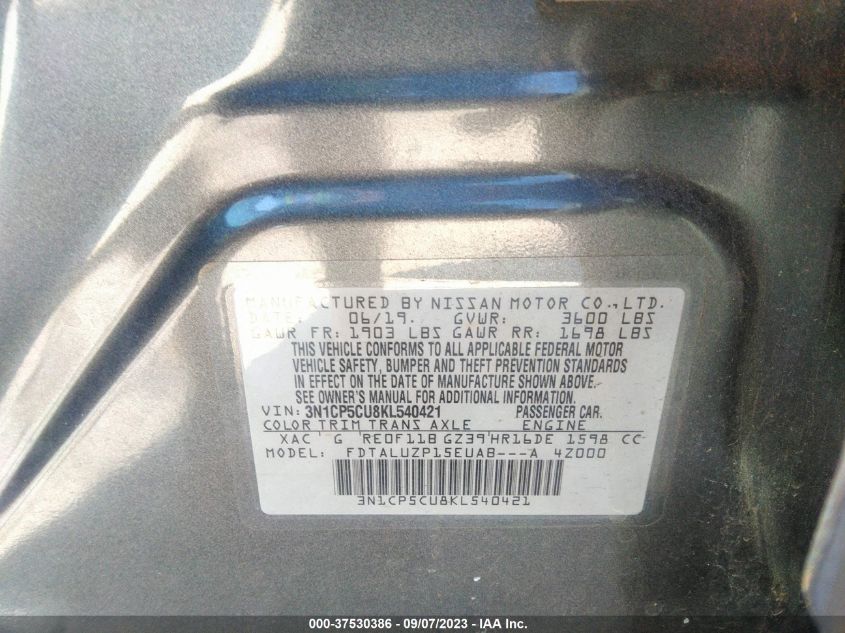 MANUFACTURED BY NISSAN MOTOR CO., LTD.
DATE: 06/19. GVWR: 3600 LBS
GAWR FR: 1903 LBS GAWR RR: 1698 LBS
THIS VEHICLE CONFORMS TO ALL APPLICABLE FEDERAL MOTOR
VEHICLE SAFETY, BUMPER AND THEFT PREVENTION STANDARDS
IN EFFECT ON THE DATE OF MANUFACTURE SHOWN ABOVE.
SEE OWNER'S MANUAL FOR ADDITIONAL INFORMATION.
VIN: 3N1CP5CU8KL540421 PASSENGER CAR.
COLOR TRIM TRANS AXLE ENGINE
XAC G RE0F11B GZ39 HR16DE 1598 CC
MODEL: FDTALUZP15EUAB---A 4Z000
3N1CP5CU8KL540421
000-37530386 - 09/07/2023 - IAA Inc.